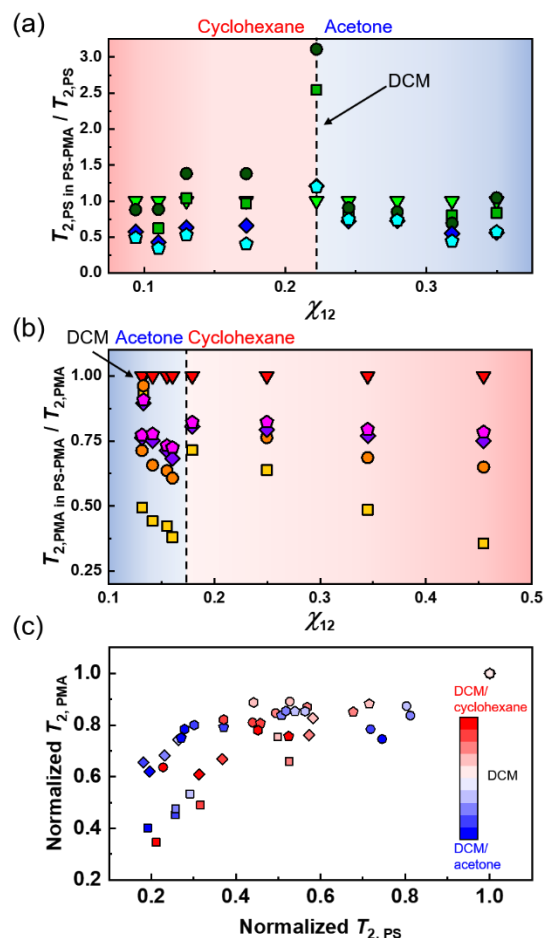 (a)
Cyclohexane Acetone
T2,PS in PS-PMA / T2,PS
3.0
2.5
2.0
1.5
1.0
0.5
0.0
DCM
0.1 0.2 0.3
χ12
(b)
DCM Acetone Cyclohexane
T2,PMA in PS-PMA / T2,PMA
1.00
0.75
0.50
0.25
0.1 0.2 0.3 0.4 0.5
χ12
(c)
Normalized T2, PMA
1.0
0.8
0.6
0.4
0.2
DCM/
cyclohexane
DCM
DCM/
acetone
0.2 0.4 0.6 0.8 1.0
Normalized T2, PS